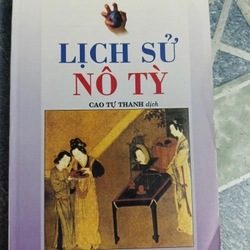 LỊCH SỬ
NÔ TỲ
CAO TỰ THANH dịch